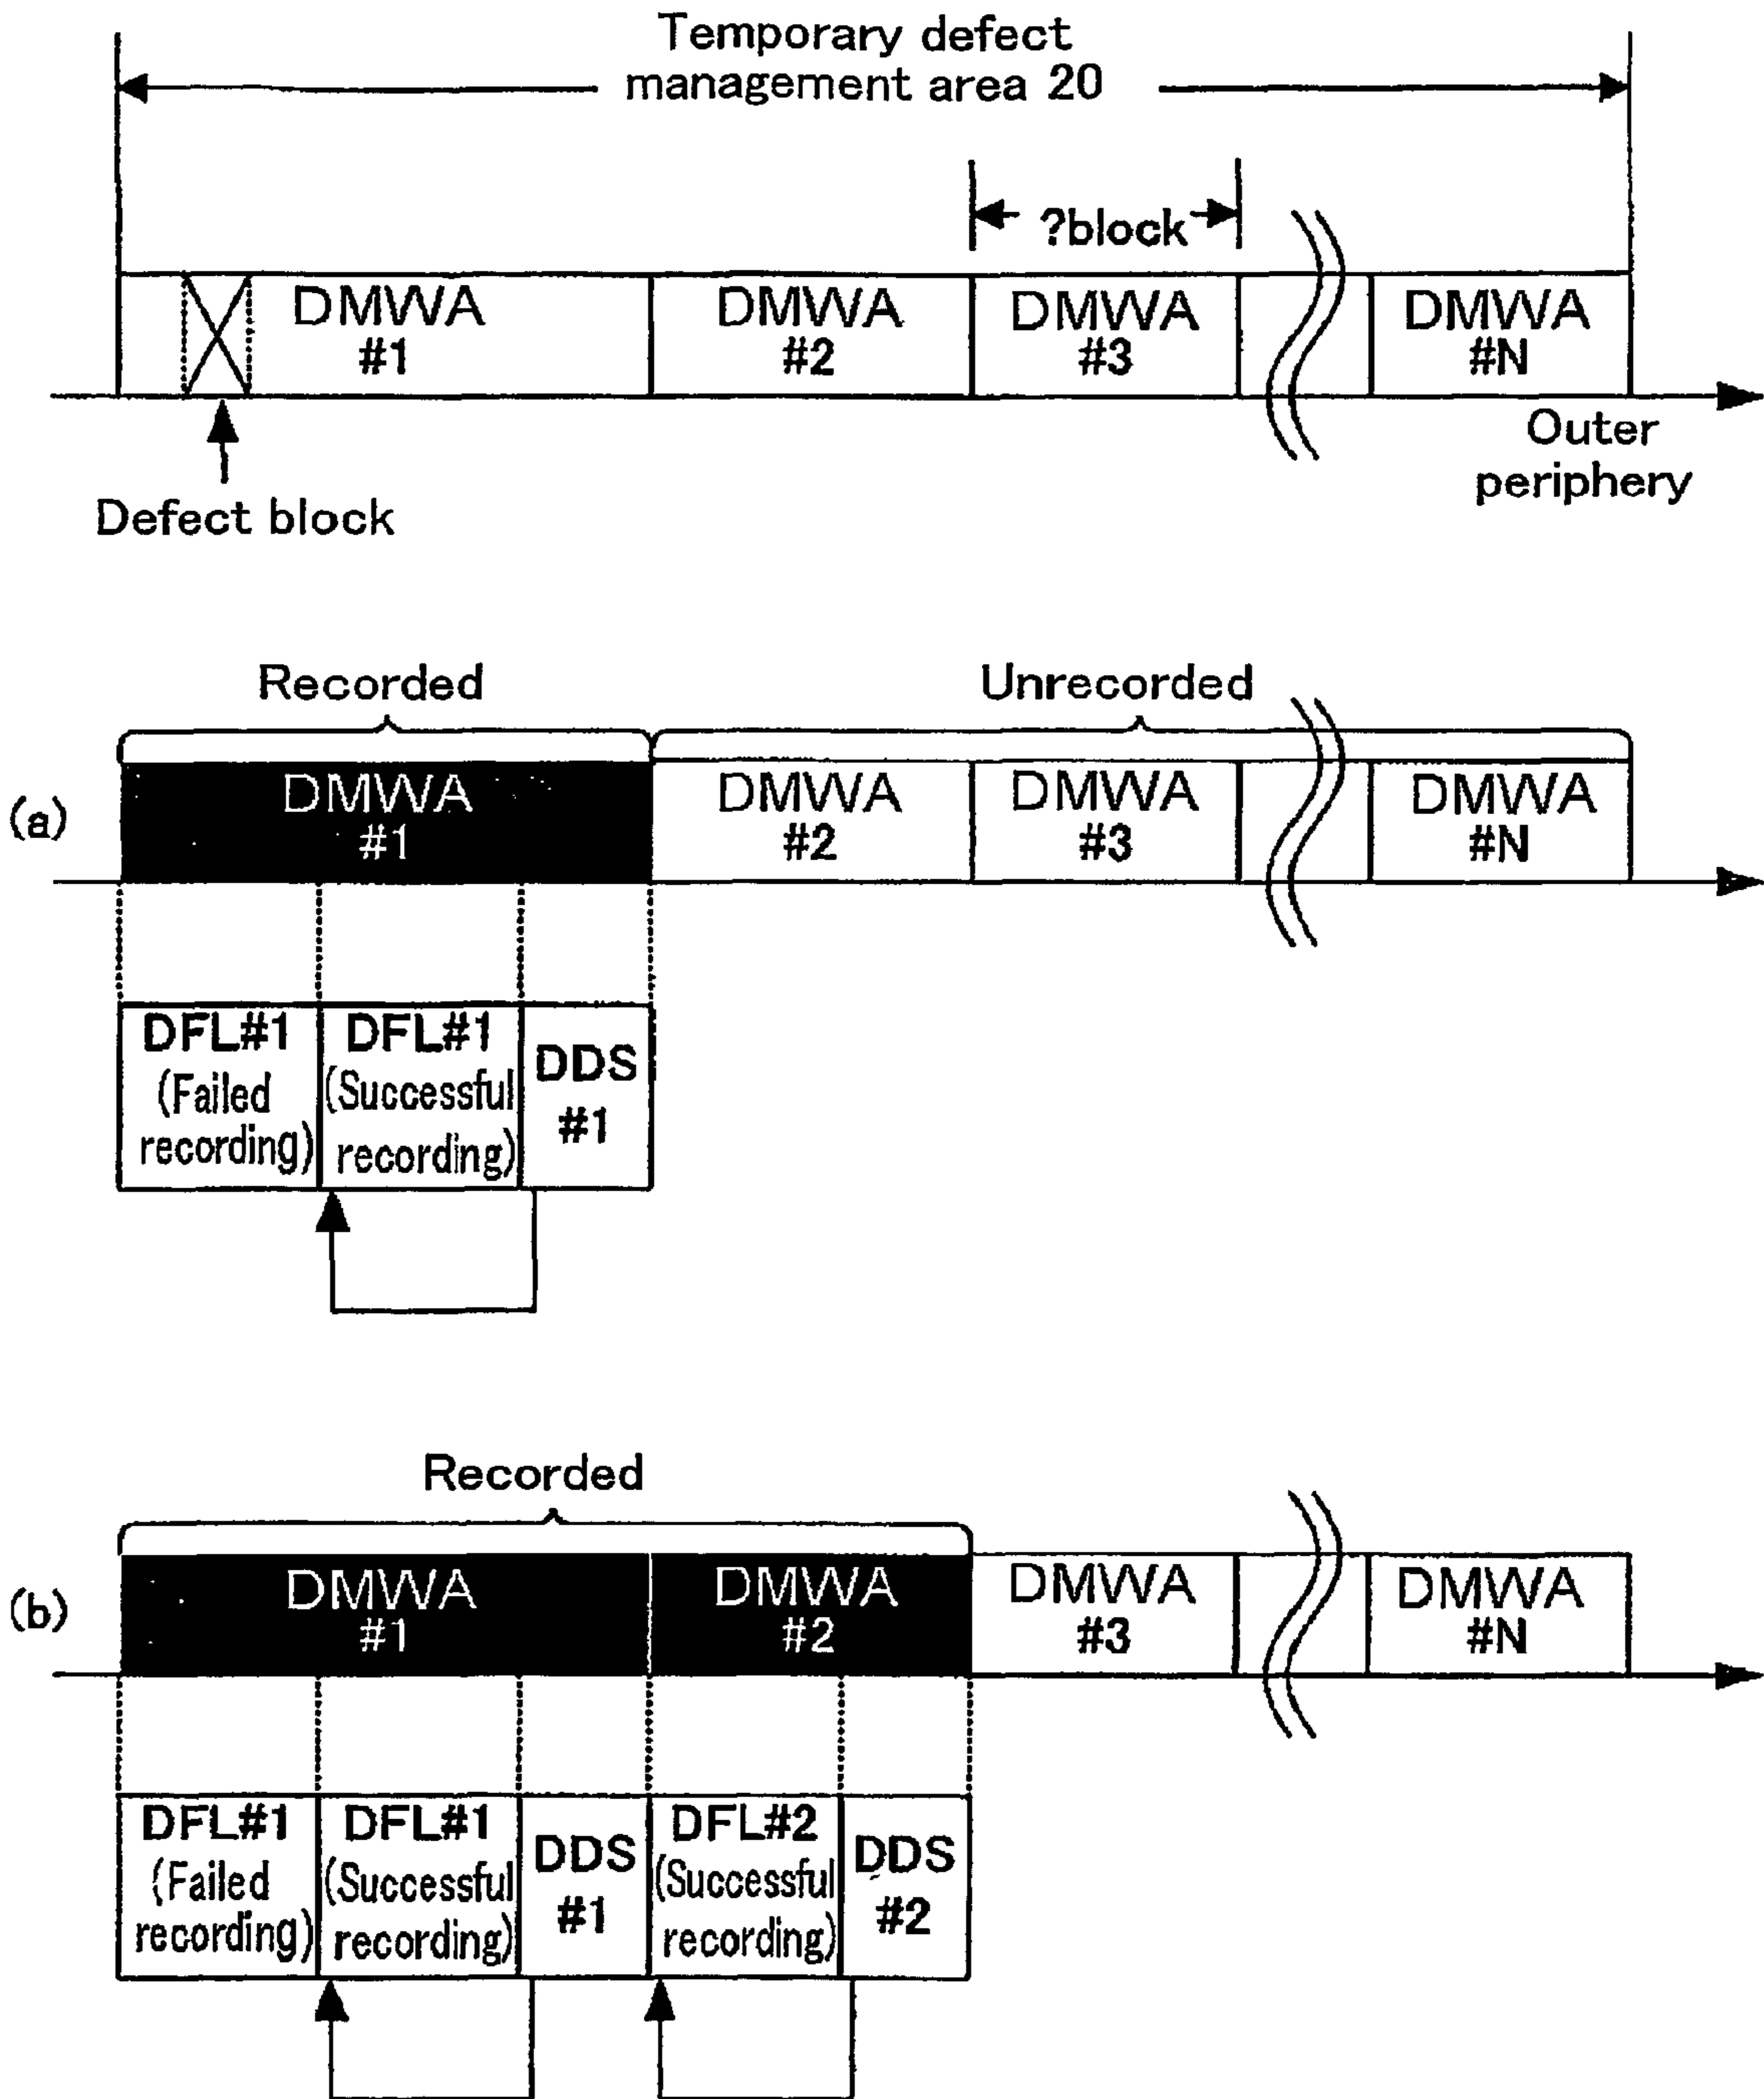 Temporary defect
management area 20
?block
DMWA DMWA DMWA DMWA
#1 #2 #3 #N
Outer
periphery
Defect block
Recorded Unrecorded
(a)
DMWA DMWA DMWA DMWA
#1 #2 #3 #N
DFL#1 DFL#1 DDS
(Failed (Successful #1
recording) recording)
Recorded
(b)
DMWA DMWA DMWA DMWA
#1 #2 #3 #N
DFL#1 DFL#1 DDS DFL#2 DDS
(Failed (Successful #1 (Successful #2
recording) recording) recording)